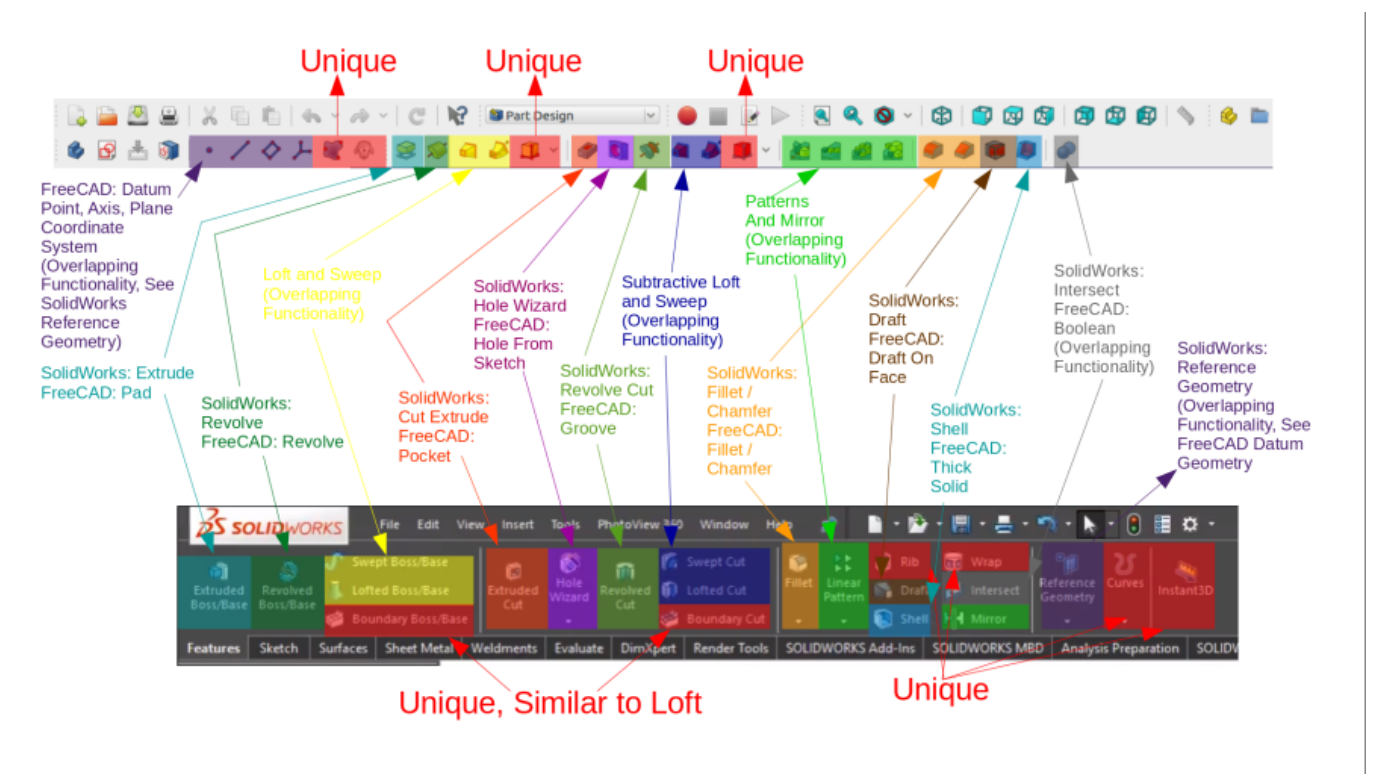 Unique
Unique
Unique
Part Design
FreeCAD: Datum
Point, Axis, Plane
Coordinate
System
(Overlapping
Functionality, See
SolidWorks
Reference
Geometry)
SolidWorks: Extrude
FreeCAD: Pad
SolidWorks:
Revolve
FreeCAD: Revolve
Loft and Sweep
(Overlapping
Functionality)
SolidWorks:
Cut Extrude
FreeCAD:
Pocket
SolidWorks:
Hole Wizard
FreeCAD:
Hole From
Sketch
SolidWorks:
Revolve Cut
FreeCAD:
Groove
Subtractive Loft
and Sweep
(Overlapping
Functionality)
Patterns
And Mirror
(Overlapping
Functionality)
SolidWorks:
Fillet /
Chamfer
FreeCAD:
Fillet /
Chamfer
SolidWorks:
Draft
FreeCAD:
Draft On
Face
SolidWorks:
Shell
FreeCAD:
Thick
Solid
SolidWorks:
Intersect
FreeCAD:
Boolean
(Overlapping
Functionality)
SolidWorks:
Reference
Geometry
(Overlapping
Functionality, See
FreeCAD Datum
Geometry
SOLIDWORKS
File Edit View Insert Tools PhotoView 360 Window Help
Extruded
Boss/Base
Revolved
Boss/Base
Swept Boss/Base
Lofted Boss/Base
Boundary Boss/Base
Extruded
Cut
Hole
Wizard
Revolved
Cut
Swept Cut
Lofted Cut
Boundary Cut
Fillet
Linear
Pattern
Rib
Draft
Shell
Wrap
Intersect
Mirror
Reference
Geometry
Curves
Instant3D
Features Sketch Surfaces Sheet Metal Weldments Evaluate DimXpert Render Tools SOLIDWORKS Add-Ins SOLIDWORKS MBD Analysis Preparation
Unique, Similar to Loft
Unique